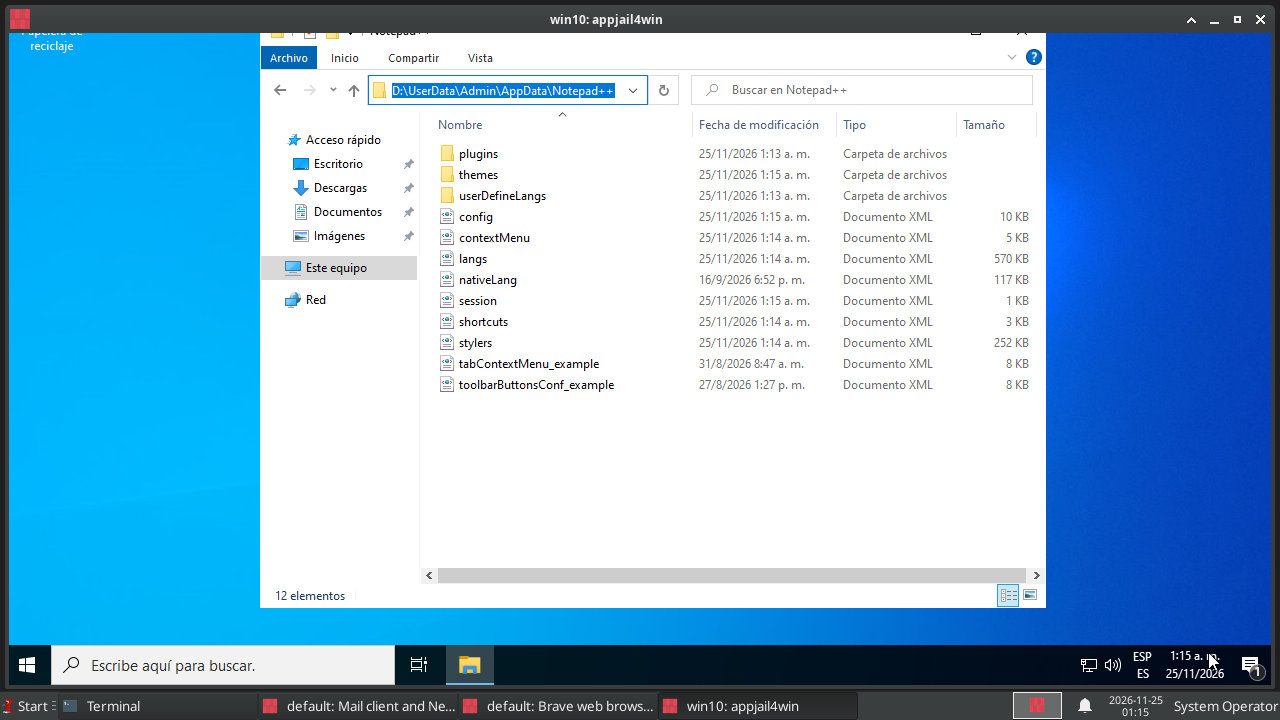 win10: appjail4win
reciclaje
Archivo Inicio Compartir Vista
D:\UserData\Admin\AppData\Notepad++
Buscar en Notepad++
Nombre Fecha de modificación Tipo Tamaño
Acceso rápido
Escritorio
Descargas
Documentos
Imágenes
Este equipo
Red
plugins 25/11/2026 1:13 a. m. Carpeta de archivos
themes 25/11/2026 1:15 a. m. Carpeta de archivos
userDefineLangs 25/11/2026 1:13 a. m. Carpeta de archivos
config 25/11/2026 1:15 a. m. Documento XML 10 KB
contextMenu 25/11/2026 1:14 a. m. Documento XML 5 KB
langs 25/11/2026 1:14 a. m. Documento XML 570 KB
nativeLang 16/9/2026 6:52 p. m. Documento XML 117 KB
session 25/11/2026 1:15 a. m. Documento XML 1 KB
shortcuts 25/11/2026 1:14 a. m. Documento XML 3 KB
stylers 25/11/2026 1:14 a. m. Documento XML 252 KB
tabContextMenu_example 31/8/2026 8:47 a. m. Documento XML 8 KB
toolbarButtonsConf_example 27/8/2026 1:27 p. m. Documento XML 8 KB
12 elementos
Escribe aquí para buscar.
ESP
ES
1:15 a. m.
25/11/2026
1
Start
Terminal
default: Mail client and Ne...
default: Brave web brows...
win10: appjail4win
2026-11-25
01:15
System Operator